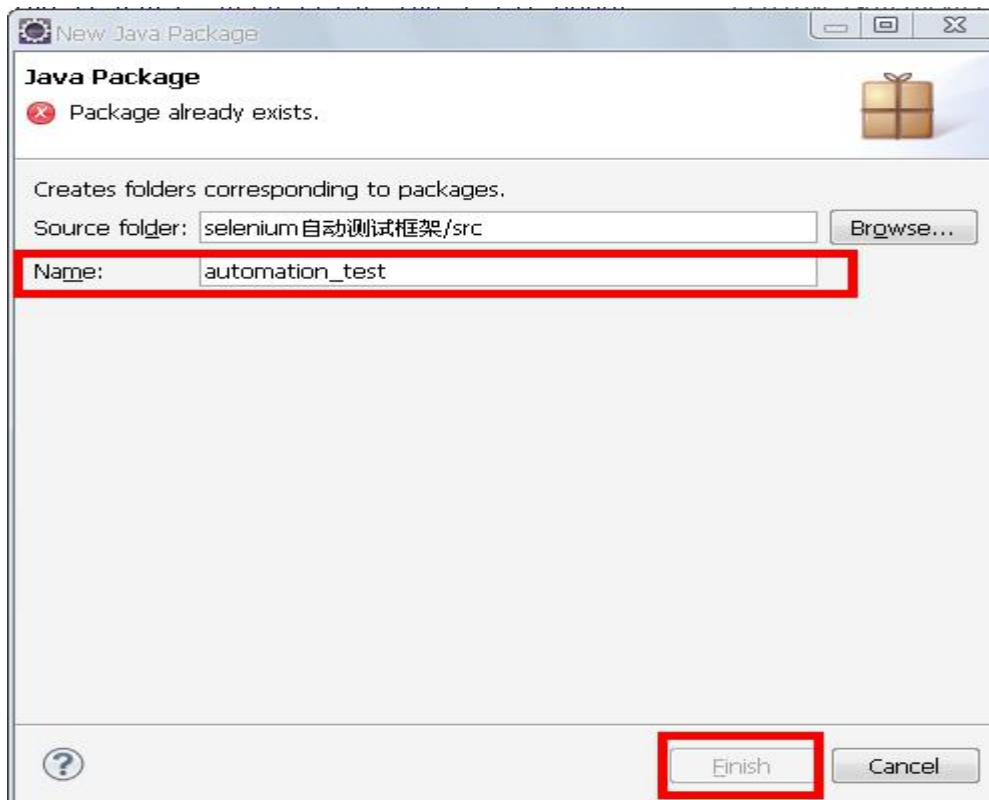 New Java Package
Java Package
Package already exists.
Creates folders corresponding to packages.
Source folder: selenium自动测试框架/src Browse...
Name: automation_test
Finish Cancel